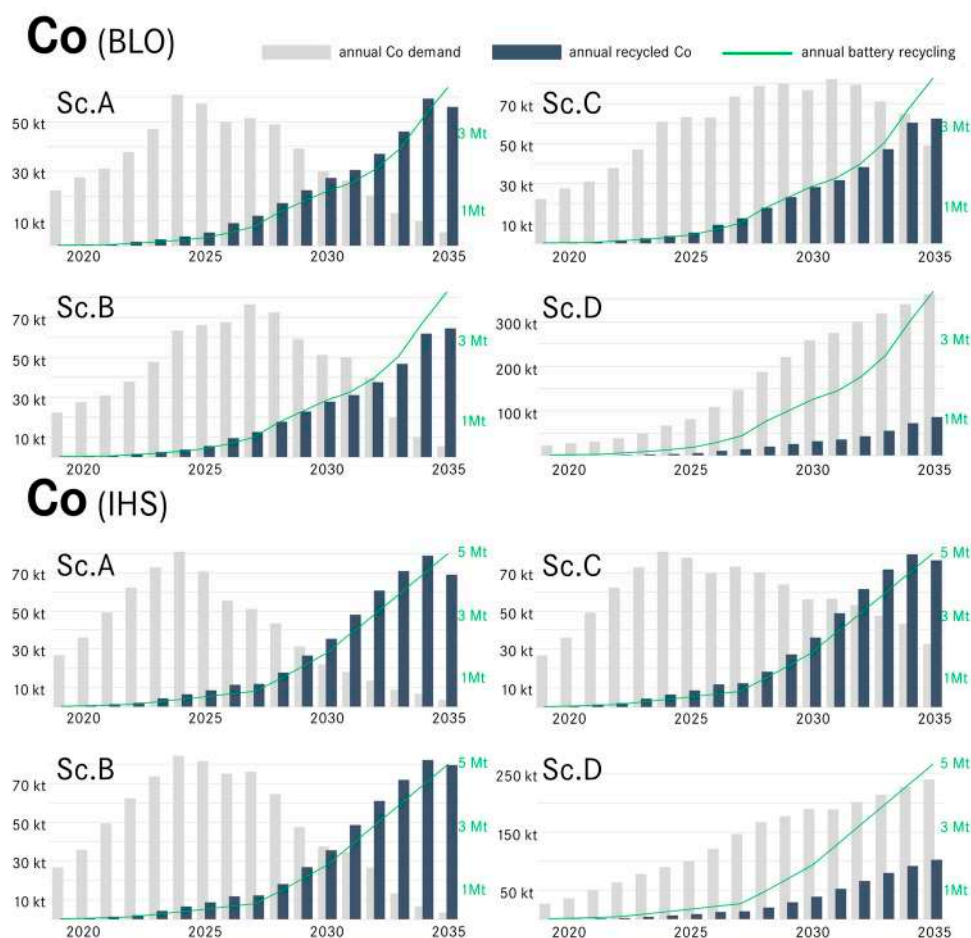 Co (BLO)
annual Co demand
annual recycled Co
annual battery recycling
Sc.A
50 kt
30 kt
10 kt
3 Mt
1Mt
2020 2025 2030 2035
Sc.C
70 kt
50 kt
30 kt
10 kt
3 Mt
1Mt
2020 2025 2030 2035
Sc.B
70 kt
50 kt
30 kt
10 kt
3 Mt
1Mt
2020 2025 2030 2035
Sc.D
300 kt
200 kt
100 kt
3 Mt
1Mt
2020 2025 2030 2035
Co (IHS)
Sc.A
70 kt
50 kt
30 kt
10 kt
5 Mt
3 Mt
1Mt
2020 2025 2030 2035
Sc.C
70 kt
50 kt
30 kt
10 kt
5 Mt
3 Mt
1Mt
2020 2025 2030 2035
Sc.B
70 kt
50 kt
30 kt
10 kt
5 Mt
3 Mt
1Mt
2020 2025 2030 2035
Sc.D
250 kt
150 kt
50 kt
5 Mt
3 Mt
1Mt
2020 2025 2030 2035